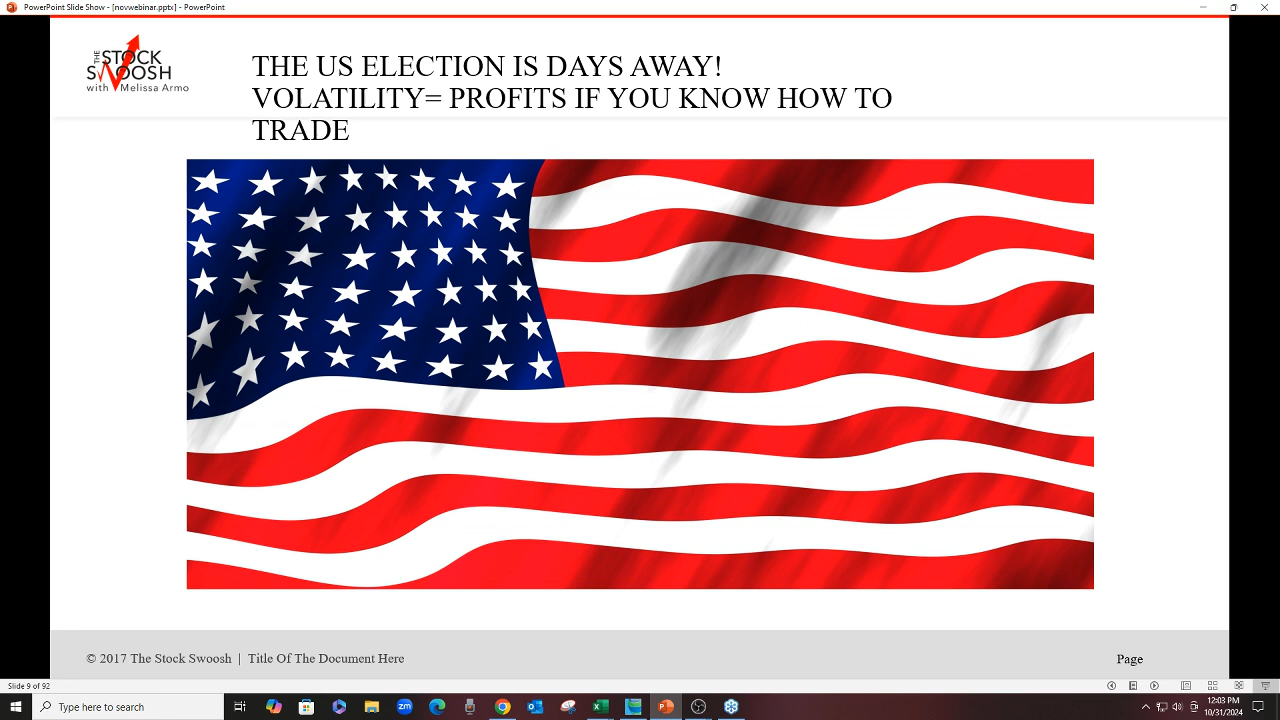 PowerPoint Slide Show - [novwebinar.pptx] - PowerPoint
THE STOCK
SWOOSH
with Melissa Armo
THE US ELECTION IS DAYS AWAY!
VOLATILITY= PROFITS IF YOU KNOW HOW TO
TRADE
© 2017 The Stock Swoosh | Title Of The Document Here
Page
Slide 9 of 92
Type here to search
zm
12:03 PM
10/31/2024